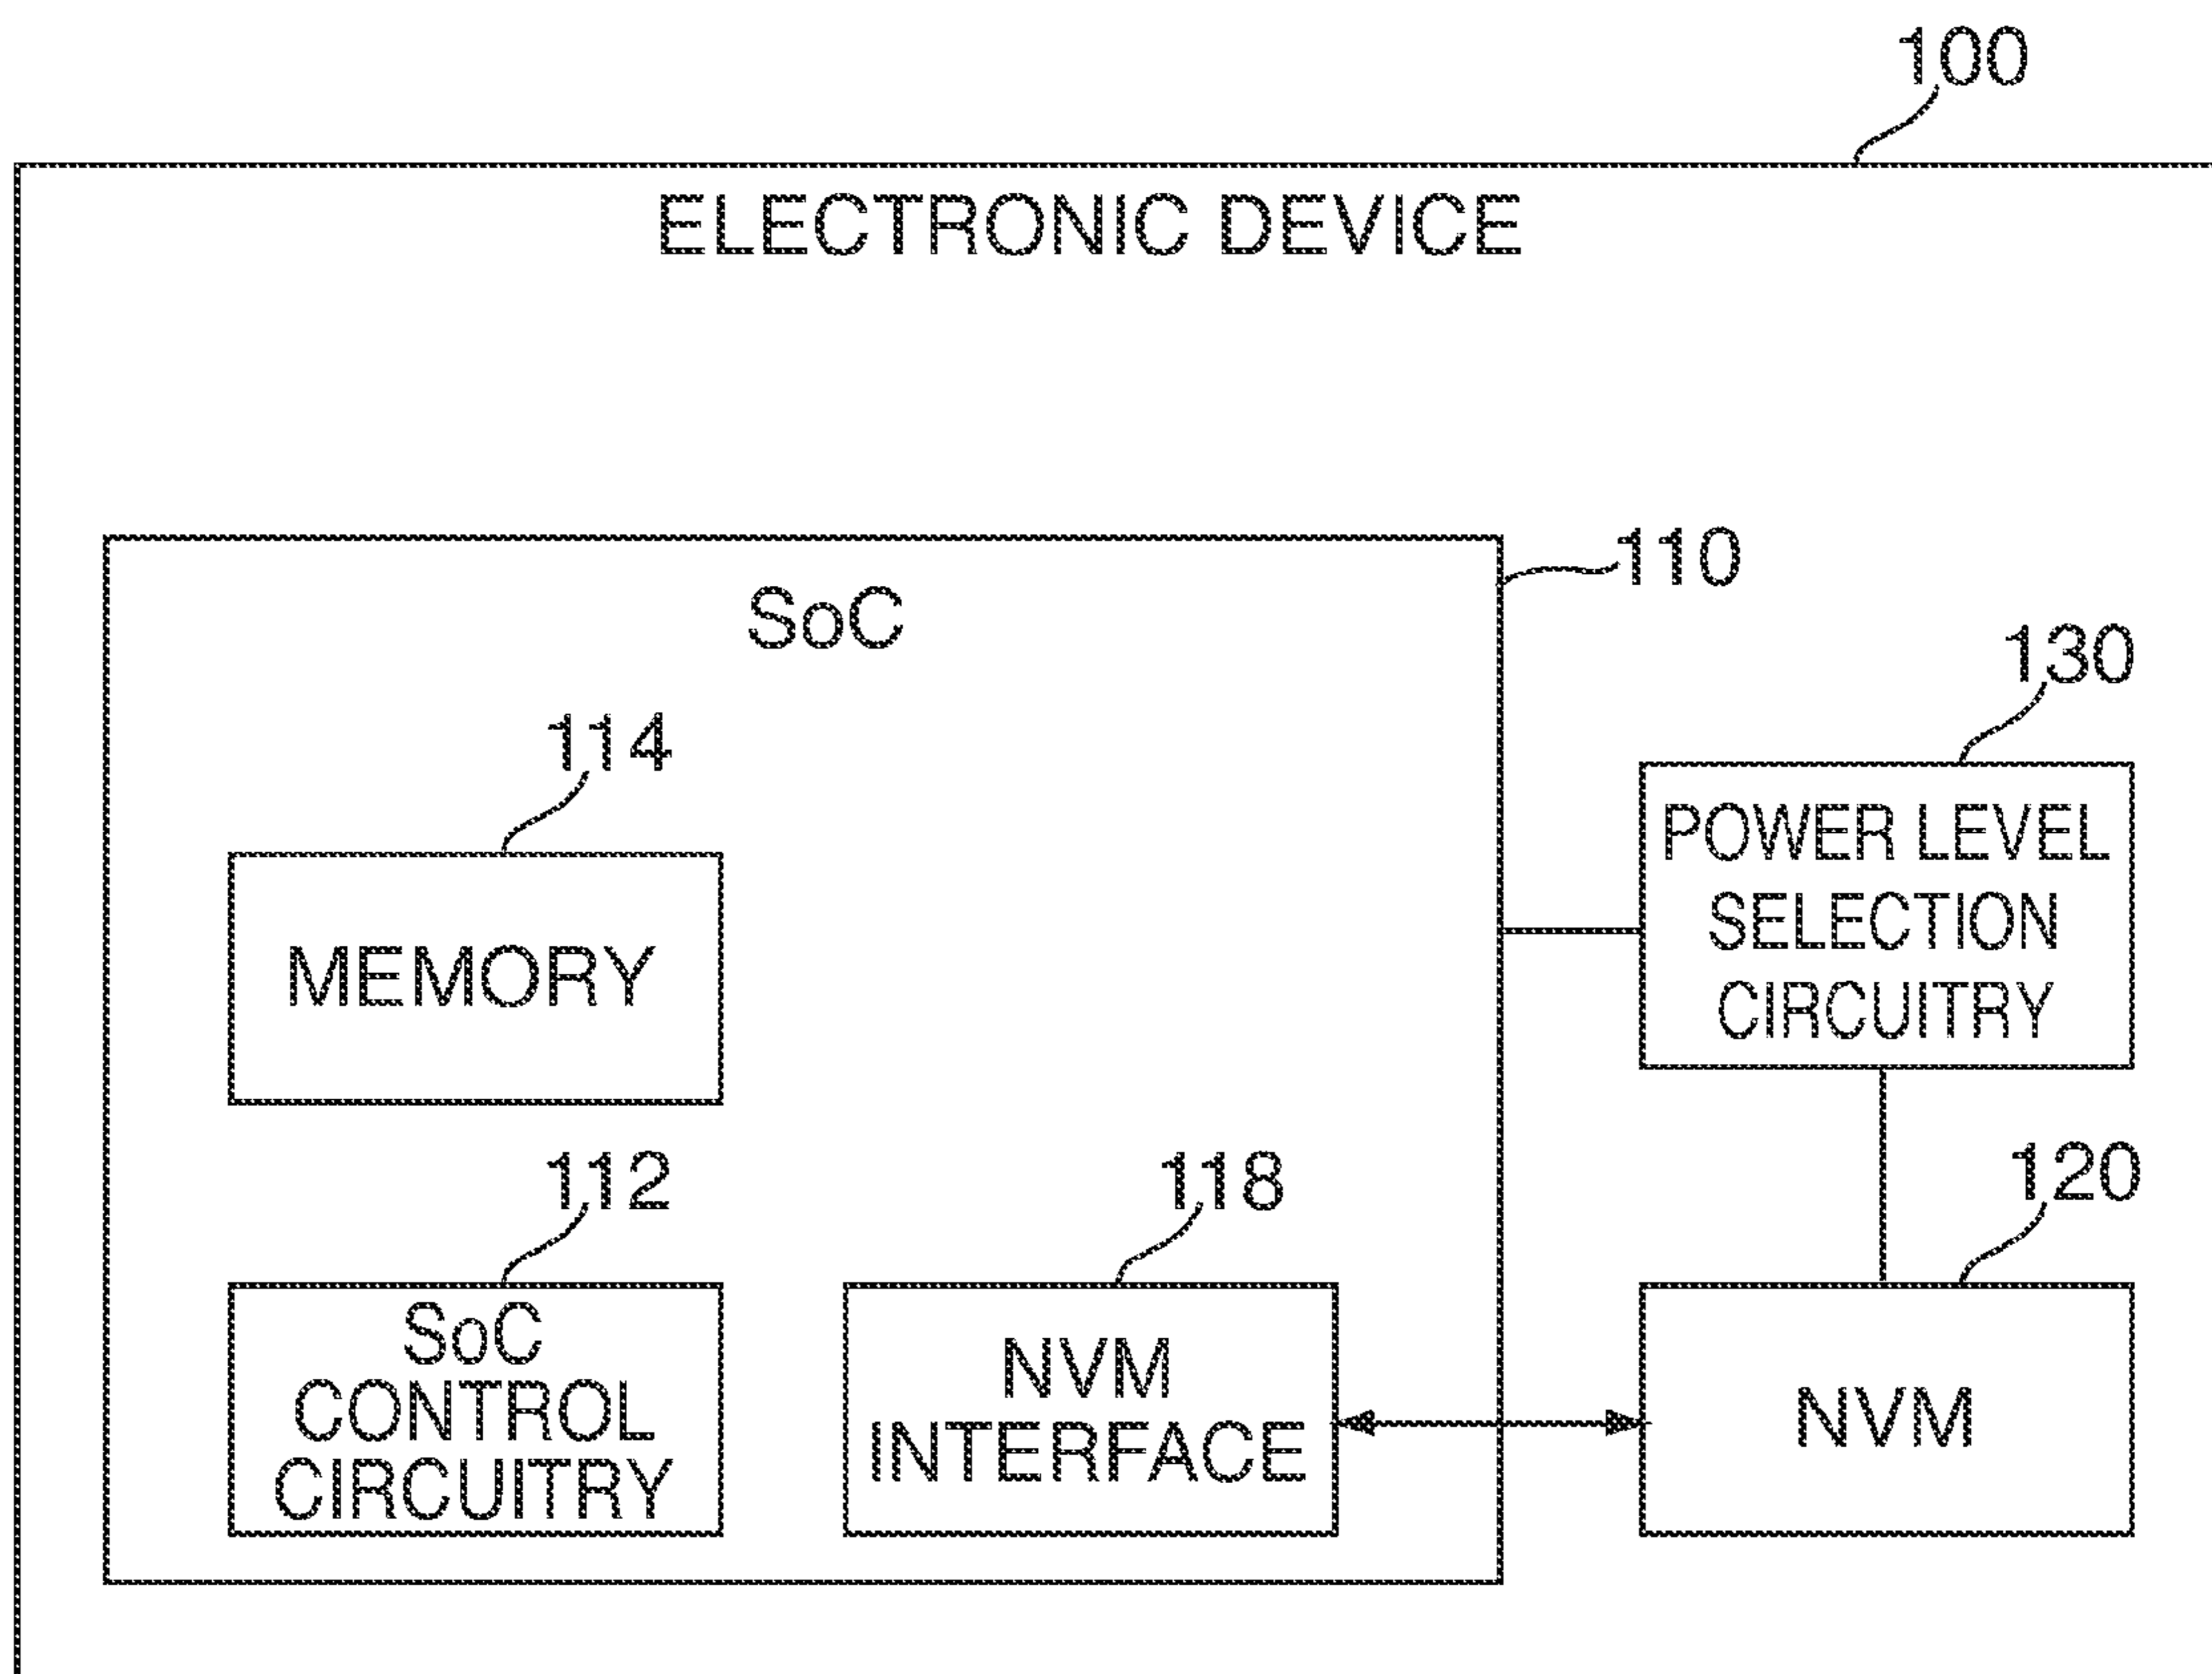 100
ELECTRONIC DEVICE
110
SoC
130
114
POWER LEVEL
SELECTION
CIRCUITRY
MEMORY
112
118
120
SoC
CONTROL
CIRCUITRY
NVM
INTERFACE
NVM